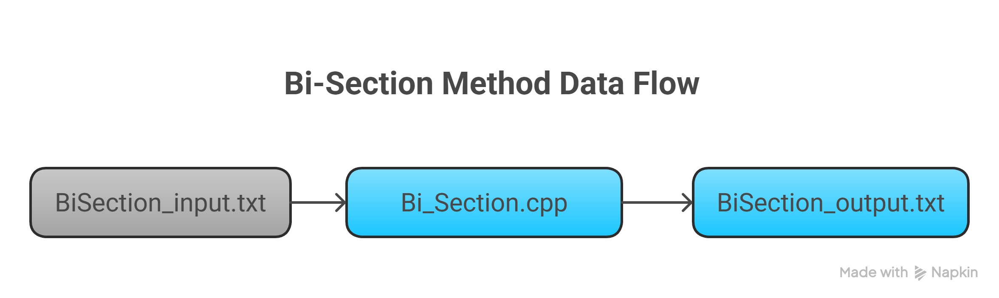 Bi-Section Method Data Flow
BiSection_input.txt
Bi_Section.cpp
BiSection_output.txt
Made with Napkin